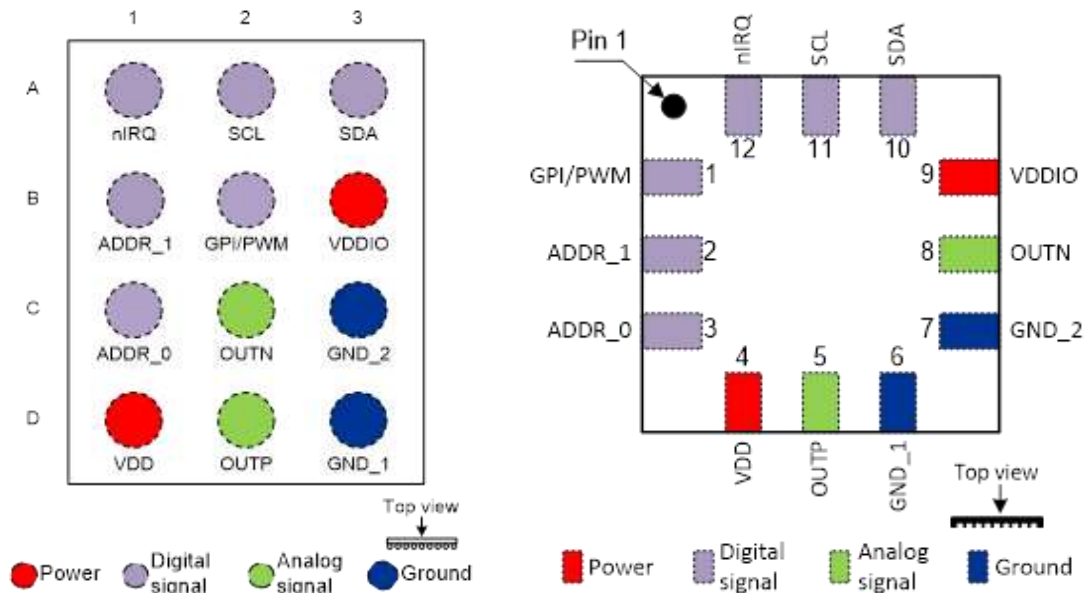 1 2 3
A
nIRQ SCL SDA
B
ADDR_1 GPI/PWM VDDIO
C
ADDR_0 OUTN GND_2
D
VDD OUTP GND_1
Top view
Power Digital signal Analog signal Ground
Pin 1
nIRQ SCL SDA
12 11 10
GPI/PWM 1 9 VDDIO
ADDR_1 2 8 OUTN
ADDR_0 3 7 GND_2
4 5 6
VDD OUTP GND_1
Top view
Power Digital signal Analog signal Ground